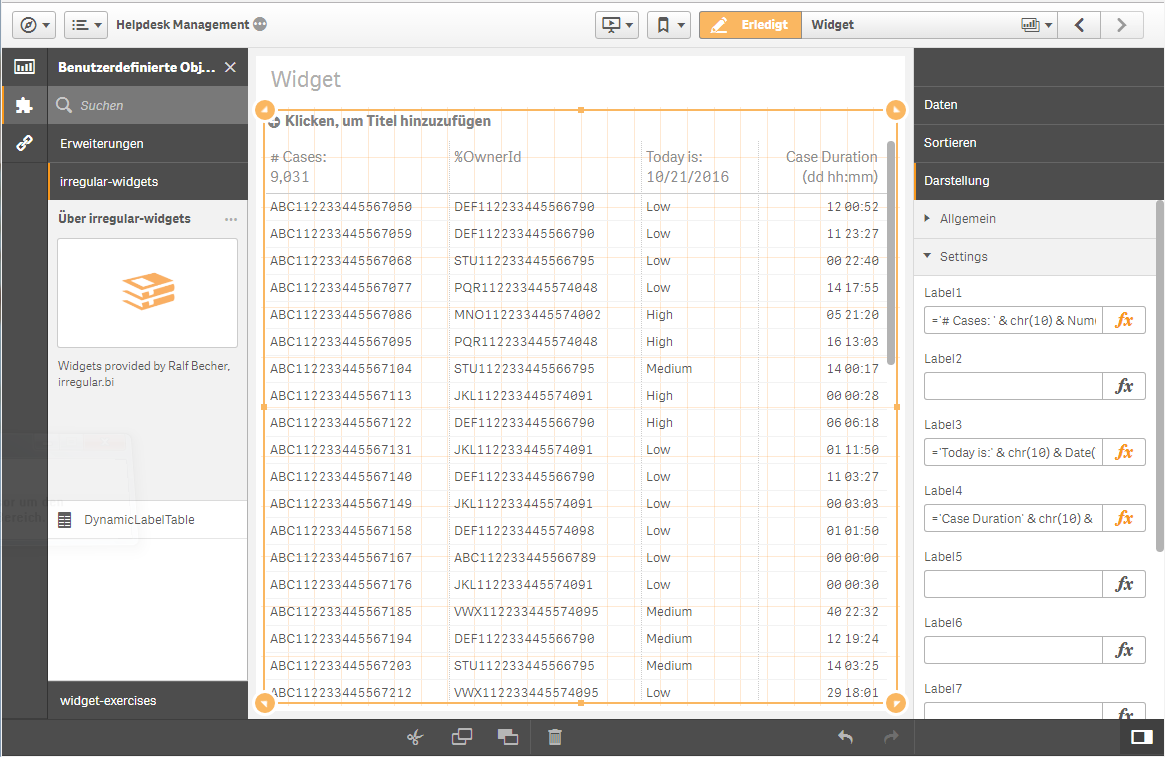 Helpdesk Management
Erledigt
Widget
Benutzerdefinierte Obj...
Suchen
Erweiterungen
irregular-widgets
Über irregular-widgets
Widgets provided by Ralf Becher,
irregular.bi
DynamicLabelTable
widget-exercises
Widget
Klicken, um Titel hinzuzufügen
# Cases: %OwnerId Today is: Case Duration
9,031 10/21/2016 (dd hh:mm)
ABC112233445567050 DEF112233445566790 Low 12 00:52
ABC112233445567059 DEF112233445566790 Low 11 23:27
ABC112233445567068 STU112233445566795 Low 00 22:40
ABC112233445567077 PQR112233445574048 Low 14 17:55
ABC112233445567086 MNO112233445574002 High 05 21:20
ABC112233445567095 PQR112233445574048 High 16 13:03
ABC112233445567104 STU112233445566795 Medium 14 00:17
ABC112233445567113 JKL112233445574091 High 00 00:28
ABC112233445567122 DEF112233445566790 High 06 06:18
ABC112233445567131 JKL112233445574091 Low 01 11:50
ABC112233445567140 DEF112233445566790 Low 11 03:27
ABC112233445567149 JKL112233445574091 Low 00 03:03
ABC112233445567158 DEF112233445574098 Low 01 01:50
ABC112233445567167 ABC112233445566789 Low 00 00:00
ABC112233445567176 JKL112233445574091 Low 00 00:30
ABC112233445567185 VWX112233445574095 Medium 40 22:32
ABC112233445567194 DEF112233445566790 Medium 12 19:24
ABC112233445567203 STU112233445566795 Medium 14 03:25
ABC112233445567212 VWX112233445574095 Low 29 18:01
Daten
Sortieren
Darstellung
Allgemein
Settings
Label1
='# Cases: ' & chr(10) & Num( fx
Label2
fx
Label3
='Today is:' & chr(10) & Date( fx
Label4
='Case Duration' & chr(10) & fx
Label5
fx
Label6
fx
Label7
fx